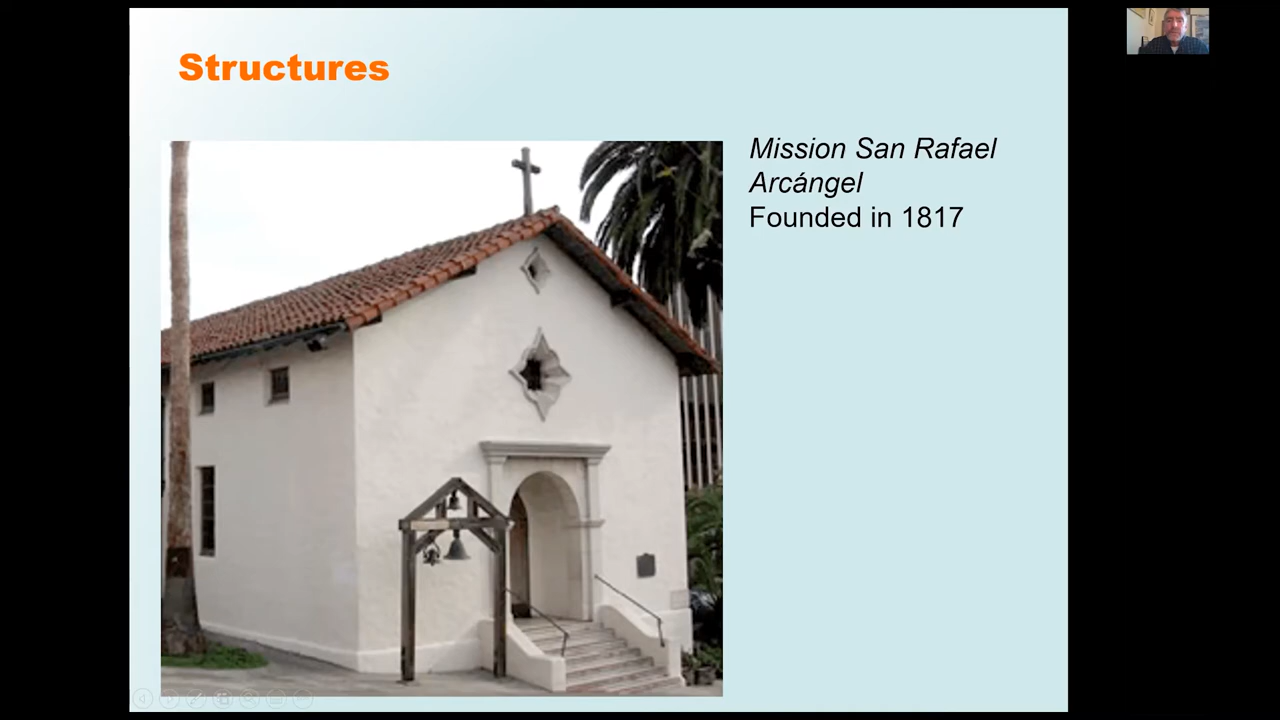 Structures
Mission San Rafael
Arcángel
Founded in 1817